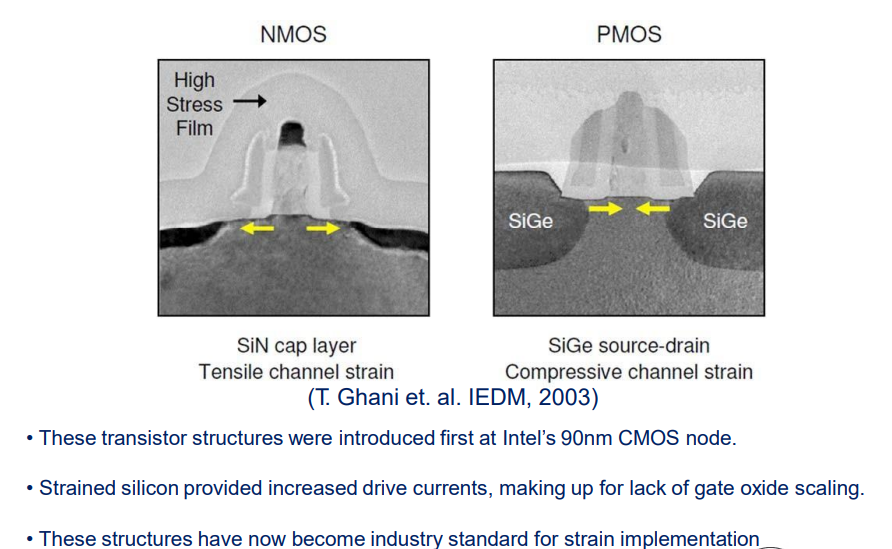 NMOS
PMOS
High
Stress
Film
SiGe
SiGe
SiN cap layer
Tensile channel strain
SiGe source-drain
Compressive channel strain
(T. Ghani et. al. IEDM, 2003)
• These transistor structures were introduced first at Intel’s 90nm CMOS node.
• Strained silicon provided increased drive currents, making up for lack of gate oxide scaling.
• These structures have now become industry standard for strain implementation